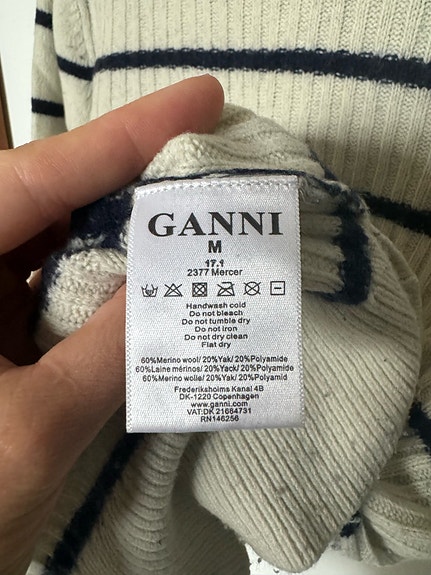 GANNI
M
17.1
2377 Mercer
Handwash cold
Do not bleach
Do not tumble dry
Do not iron
Do not dry clean
Flat dry
60%Merino wool/ 20%Yak/ 20%Polyamide
60%Laine mérinos/ 20%Yack/ 20%Polyamide
60%Merino wolle/ 20%Yak/ 20%Polyamid
Frederiksholms Kanal 4B
DK-1220 Copenhagen
www.ganni.com
VAT:DK 21684731
RN146256